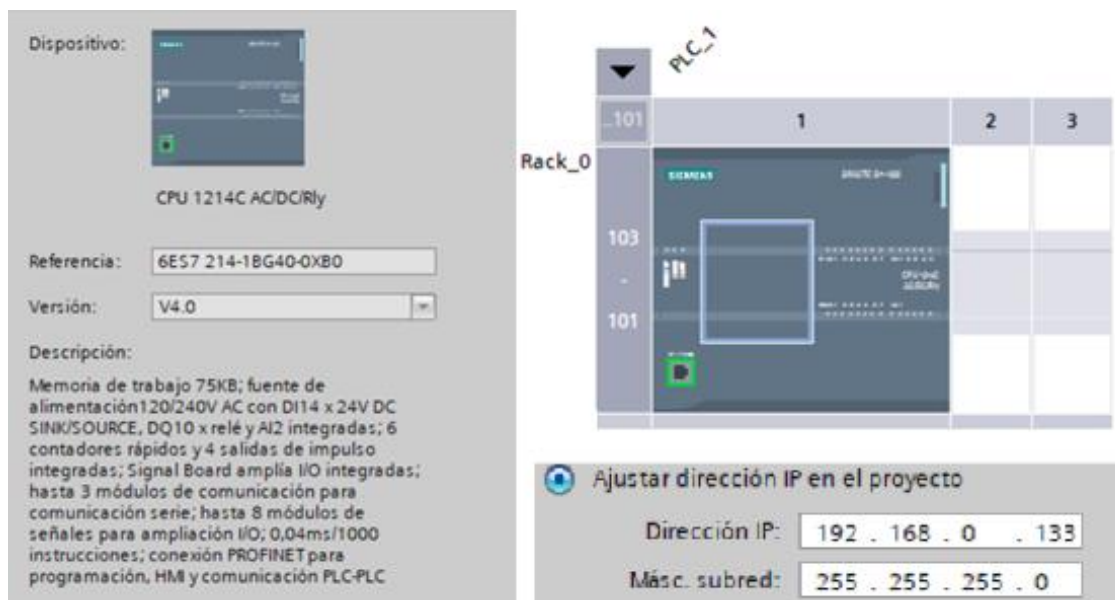 Dispositivo:
CPU 1214C AC/DC/Rly
Referencia: 6ES7 214-1BG40-0XB0
Versión: V4.0
Descripción:
Memoria de trabajo 75KB; fuente de
alimentación120/240V AC con DI14 x 24V DC
SINK/SOURCE, DQ10 x relé y AI2 integradas; 6
contadores rápidos y 4 salidas de impulso
integradas; Signal Board amplía I/O integradas;
hasta 3 módulos de comunicación para
comunicación serie; hasta 8 módulos de
señales para ampliación I/O; 0,04ms/1000
instrucciones; conexión PROFINET para
programación, HMI y comunicación PLC-PLC
PLC_1
..101 1 2 3
Rack_0
SIEMENS
103
-
101
Ajustar dirección IP en el proyecto
Dirección IP: 192 . 168 . 0 . 133
Másc. subred: 255 . 255 . 255 . 0